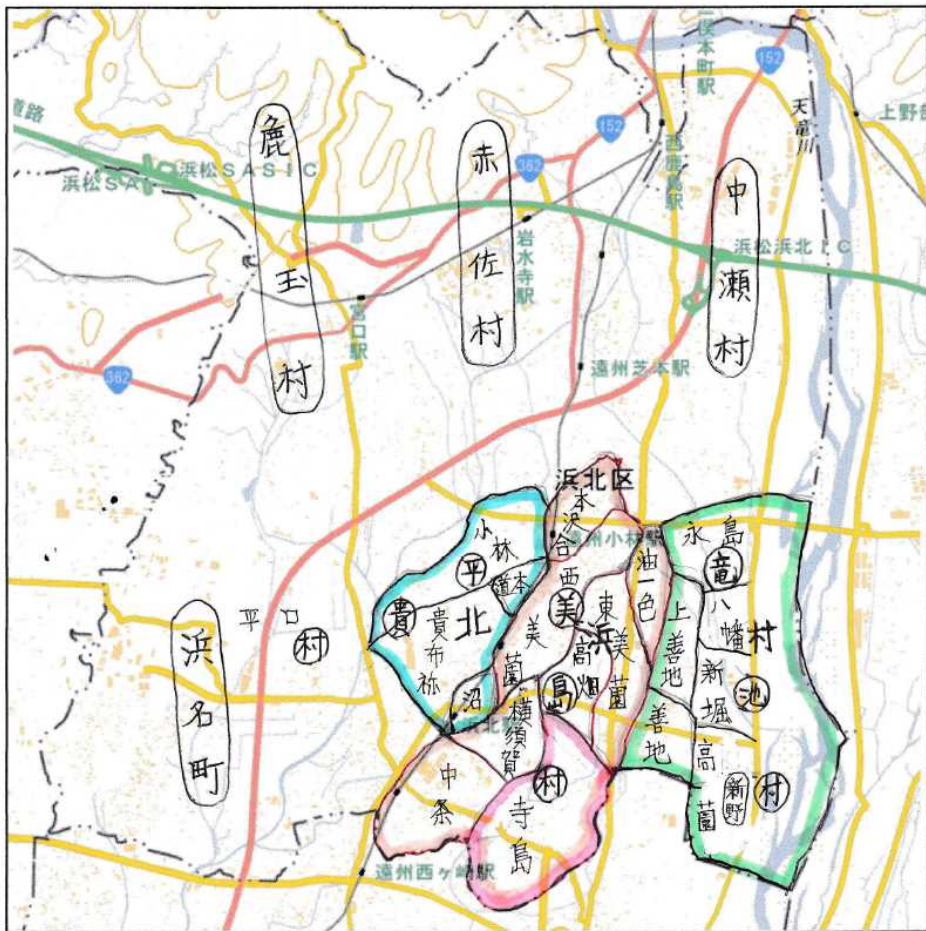 俣本町駅
152
152
362
362
道路
浜松SA
浜松SASIC
天竜川
上野部
西鹿島駅
岩水寺駅
宮口駅
浜松浜北IC
遠州芝本駅
鹿玉村
赤佐村
中瀬村
浜名町
浜北区
遠州小林駅
浜北駅
遠州西ヶ崎駅
平口
村
小林
平
道本
貴
貴布祢
沼
北浜村
本沢合
西美薗
美
東美薗
油一色
高畑
島
横須賀
中条
村
寺島
永島
竜
八幡
上善地
新堀
池
善地
高薗
新野
村